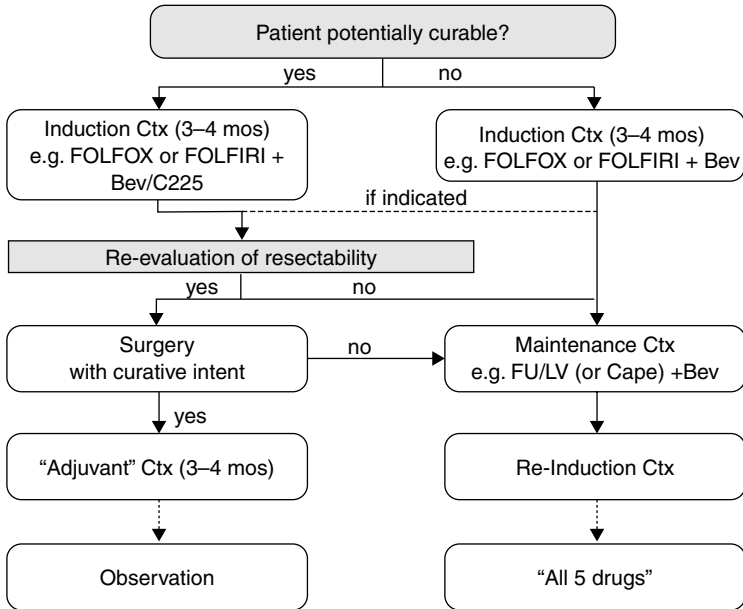 Patient potentially curable?
yes
no
Induction Ctx (3–4 mos)
e.g. FOLFOX or FOLFIRI +
Bev/C225
Induction Ctx (3–4 mos)
e.g. FOLFOX or FOLFIRI + Bev
if indicated
Re-evaluation of resectability
yes
no
Surgery
with curative intent
no
Maintenance Ctx
e.g. FU/LV (or Cape) +Bev
yes
“Adjuvant” Ctx (3–4 mos)
Re-Induction Ctx
Observation
“All 5 drugs”